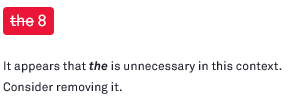 the 8
It appears that the is unnecessary in this context.
Consider removing it.